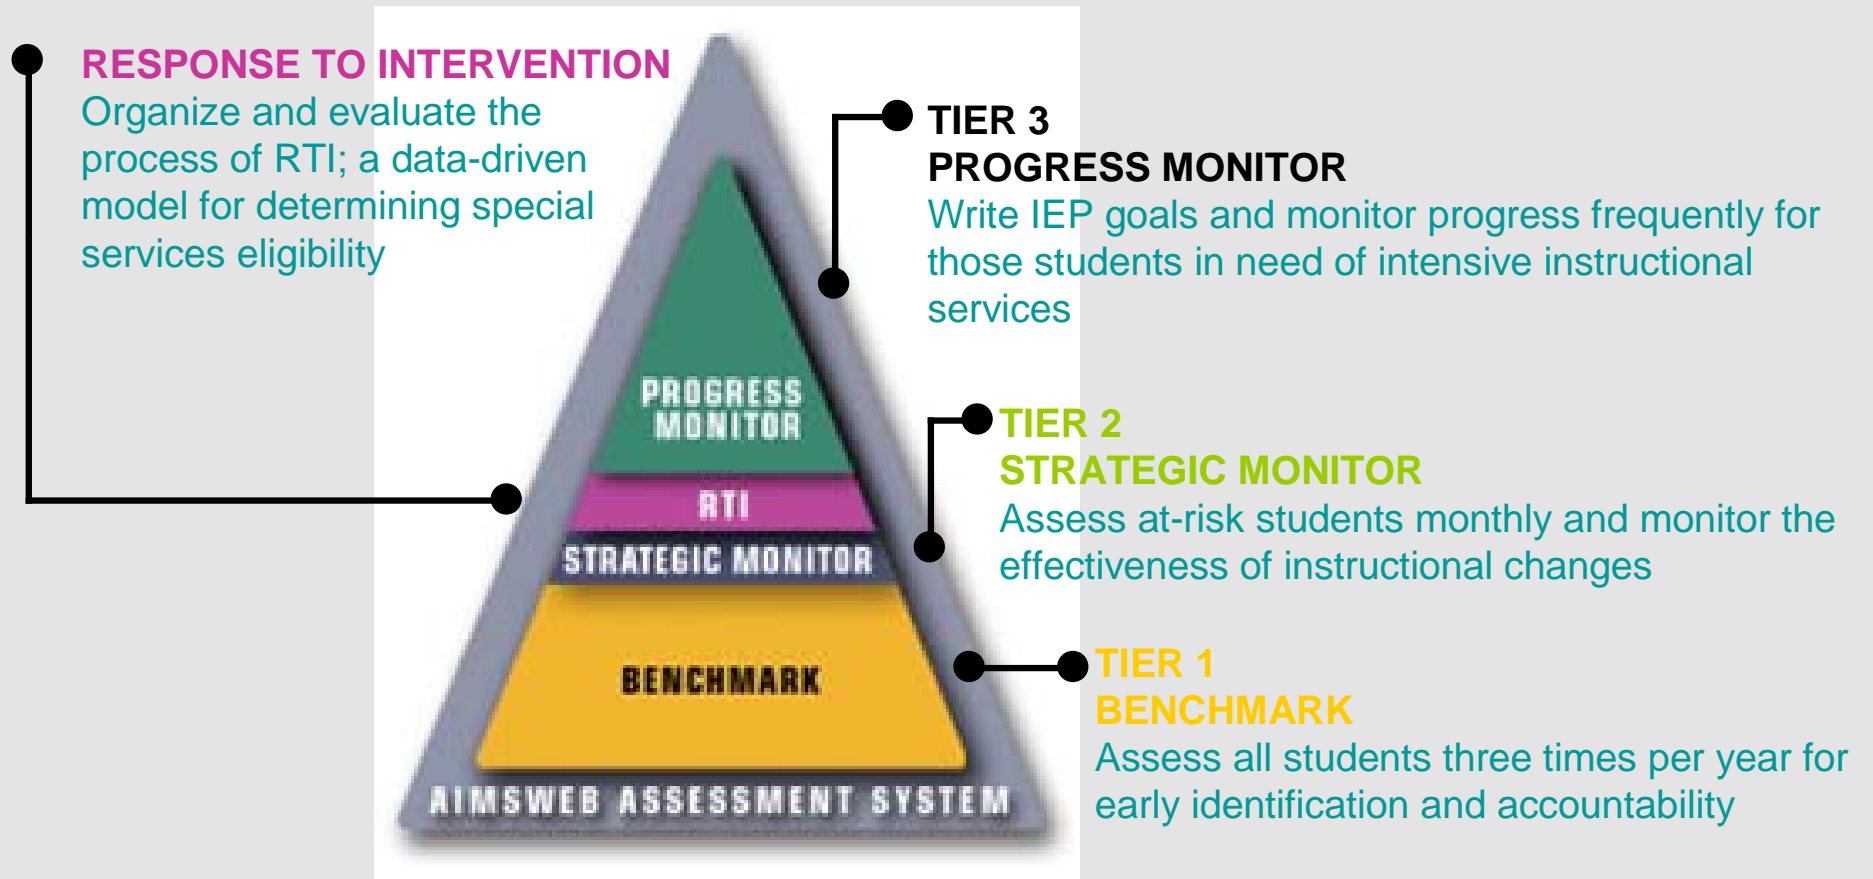 RESPONSE TO INTERVENTION
Organize and evaluate the
process of RTI; a data-driven
model for determining special
services eligibility
TIER 3
PROGRESS MONITOR
Write IEP goals and monitor progress frequently for
those students in need of intensive instructional
services
TIER 2
STRATEGIC MONITOR
Assess at-risk students monthly and monitor the
effectiveness of instructional changes
TIER 1
BENCHMARK
Assess all students three times per year for
early identification and accountability
PROGRESS
MONITOR
RTI
STRATEGIC MONITOR
BENCHMARK
AIMSWEB ASSESSMENT SYSTEM